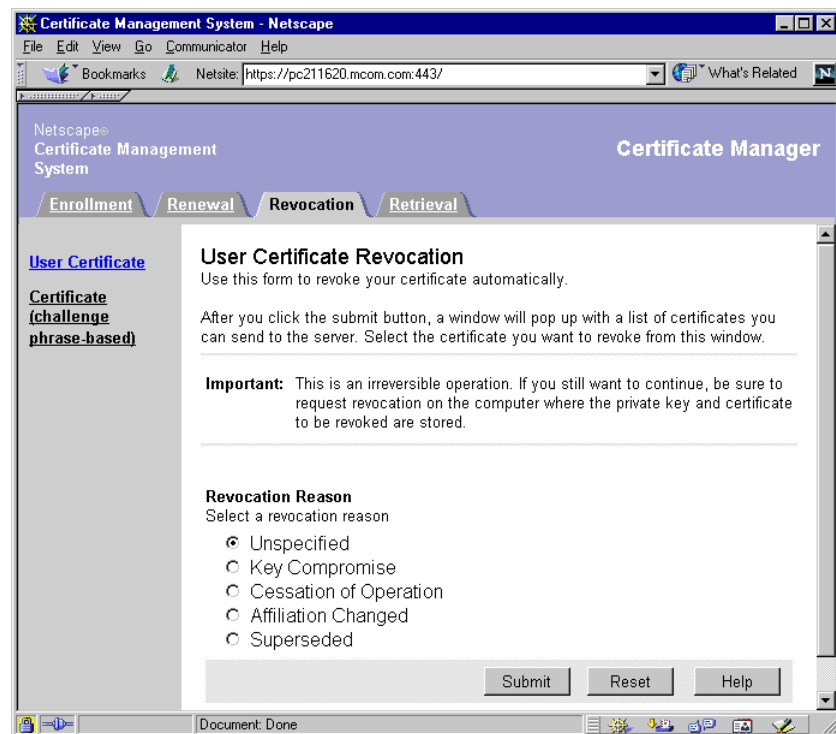 Certificate Management System - Netscape
File Edit View Go Communicator Help
Bookmarks Netsite: https://pc211620.mcom.com:443/ What's Related N
Netscape®
Certificate Management
System
Certificate Manager
Enrollment Renewal Revocation Retrieval
User Certificate
Certificate
(challenge
phrase-based)
User Certificate Revocation
Use this form to revoke your certificate automatically.
After you click the submit button, a window will pop up with a list of certificates you
can send to the server. Select the certificate you want to revoke from this window.
Important: This is an irreversible operation. If you still want to continue, be sure to
request revocation on the computer where the private key and certificate
to be revoked are stored.
Revocation Reason
Select a revocation reason
Unspecified
Key Compromise
Cessation of Operation
Affiliation Changed
Superseded
Submit Reset Help
Document: Done